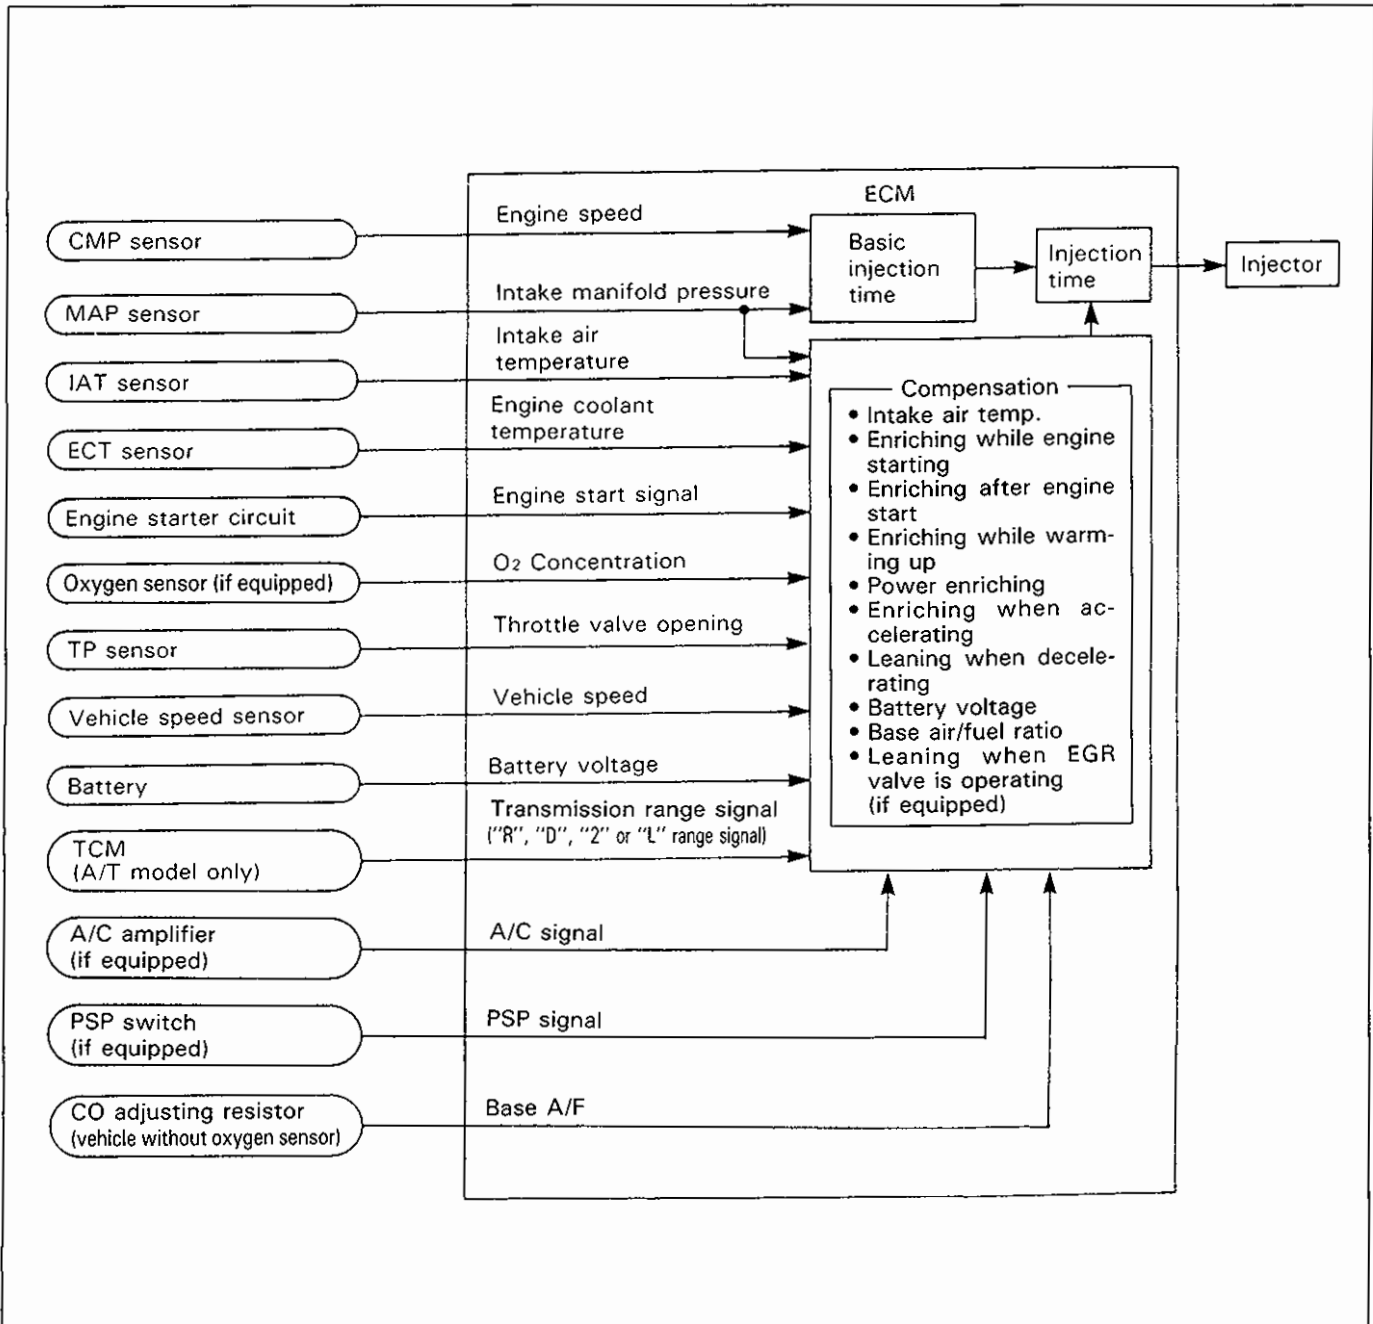 ECM
CMP sensor
Engine speed
Basic
injection
time
Injection
time
Injector
MAP sensor
Intake manifold pressure
IAT sensor
Intake air
temperature
ECT sensor
Engine coolant
temperature
Engine starter circuit
Engine start signal
Oxygen sensor (if equipped)
O2 Concentration
TP sensor
Throttle valve opening
Vehicle speed sensor
Vehicle speed
Battery
Battery voltage
TCM
(A/T model only)
Transmission range signal
("R", "D", "2" or "L" range signal)
A/C amplifier
(if equipped)
A/C signal
PSP switch
(if equipped)
PSP signal
CO adjusting resistor
(vehicle without oxygen sensor)
Base A/F
Compensation
• Intake air temp.
• Enriching while engine
starting
• Enriching after engine
start
• Enriching while warm-
ing up
• Power enriching
• Enriching when ac-
celerating
• Leaning when decele-
rating
• Battery voltage
• Base air/fuel ratio
• Leaning when EGR
valve is operating
(if equipped)